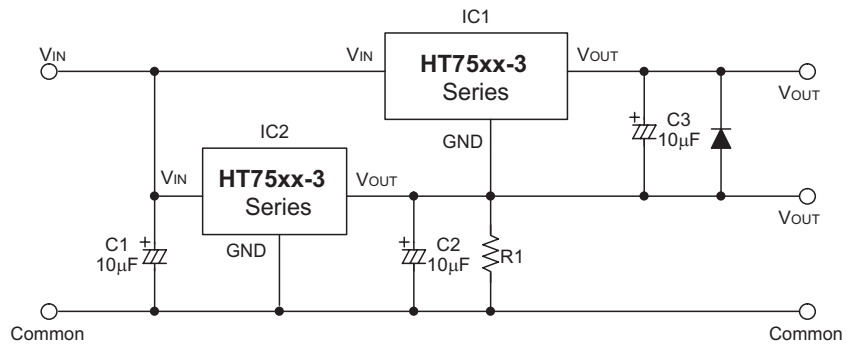 IC1
VIN
VIN
HT75xx-3
Series
VOUT
VOUT
GND
C3
10µF
IC2
VIN
HT75xx-3
Series
VOUT
VOUT
GND
C1
10µF
C2
10µF
R1
Common
Common